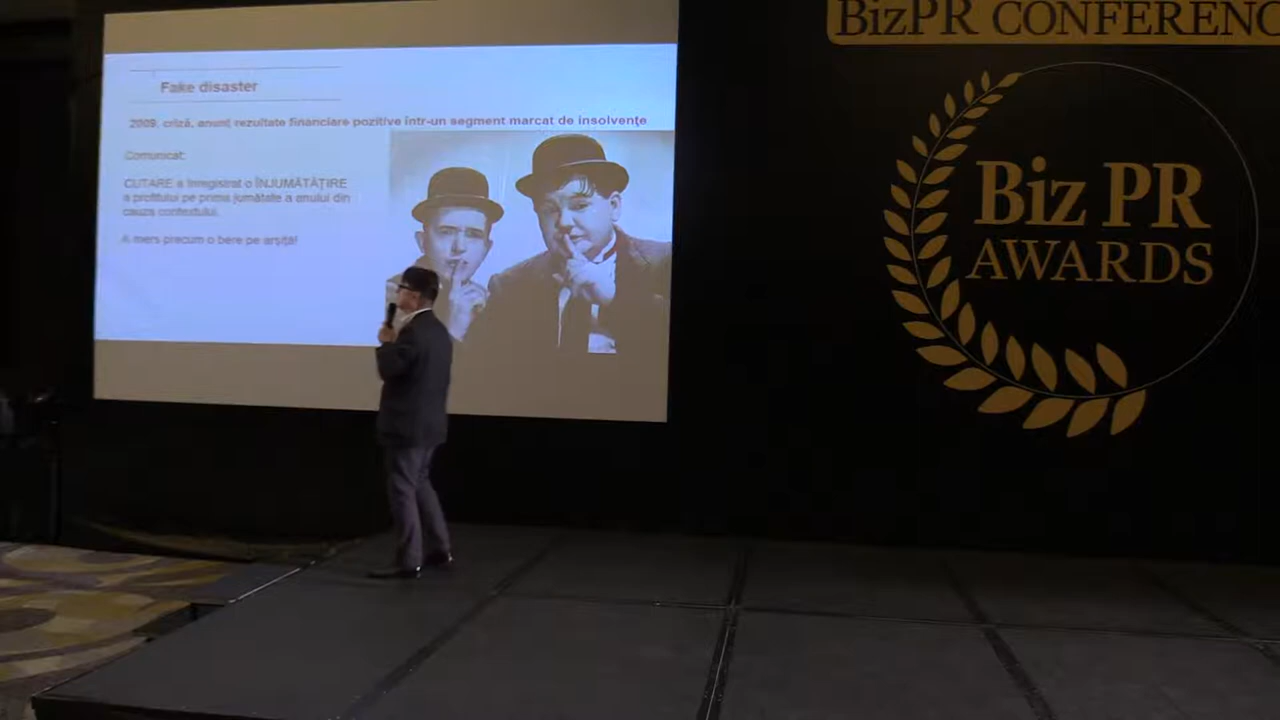 BizPR CONFERENC
Fake disaster
2009, criză, anunț rezultate financiare pozitive într-un segment marcat de insolvențe
Comunicat:
CUTARE a înregistrat o ÎNJUMĂTĂȚIRE
a profitului pe prima jumătate a anului din
cauza contextului.
A mers precum o bere pe arșiță!
Biz PR
AWARDS